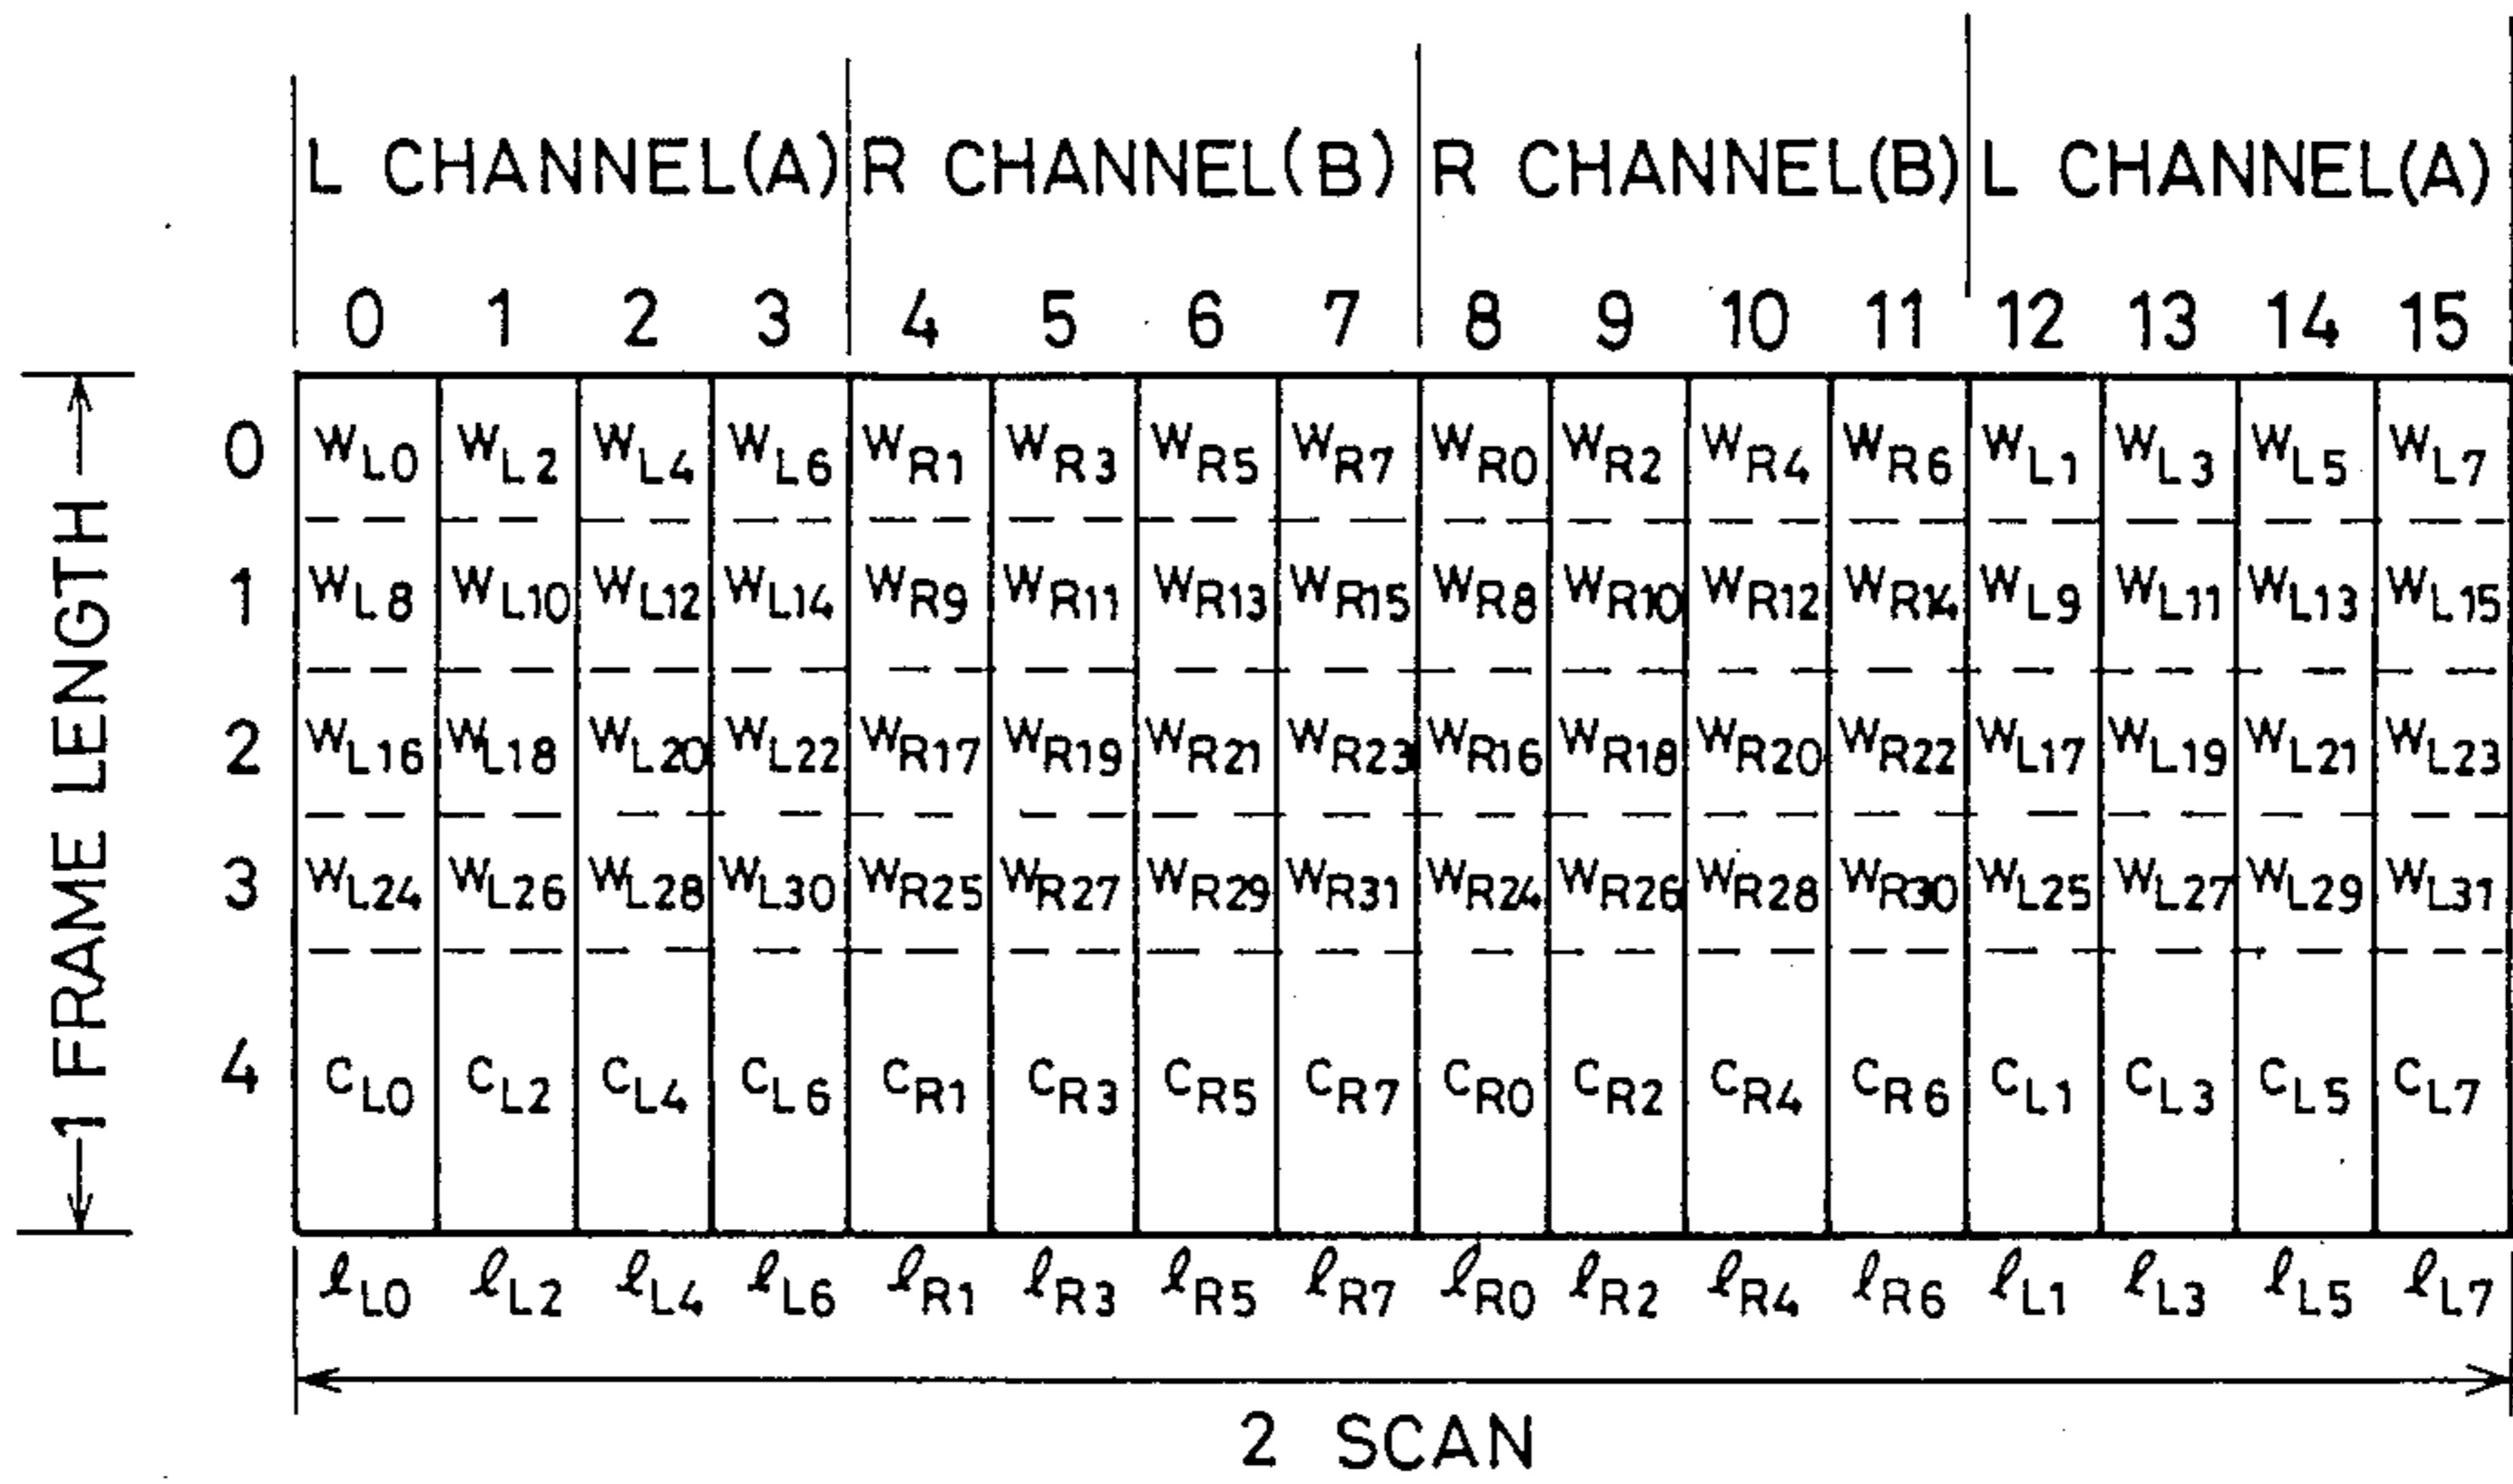 L CHANNEL(A) R CHANNEL(B) R CHANNEL(B) L CHANNEL(A)
0 1 2 3 4 5 6 7 8 9 10 11 12 13 14 15
0 WL0 WL2 WL4 WL6 WR1 WR3 WR5 WR7 WR0 WR2 WR4 WR6 WL1 WL3 WL5 WL7
1 WL8 WL10 WL12 WL14 WR9 WR11 WR13 WR15 WR8 WR10 WR12 WR14 WL9 WL11 WL13 WL15
2 WL16 WL18 WL20 WL22 WR17 WR19 WR21 WR23 WR16 WR18 WR20 WR22 WL17 WL19 WL21 WL23
3 WL24 WL26 WL28 WL30 WR25 WR27 WR29 WR31 WR24 WR26 WR28 WR30 WL25 WL27 WL29 WL31
4 CL0 CL2 CL4 CL6 CR1 CR3 CR5 CR7 CR0 CR2 CR4 CR6 CL1 CL3 CL5 CL7
ℓL0 ℓL2 ℓL4 ℓL6 ℓR1 ℓR3 ℓR5 ℓR7 ℓR0 ℓR2 ℓR4 ℓR6 ℓL1 ℓL3 ℓL5 ℓL7
1 FRAME LENGTH
2 SCAN